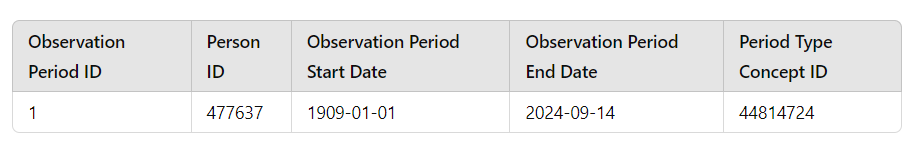 Observation Person Observation Period Observation Period Period Type
Period ID ID Start Date End Date Concept ID
1 477637 1909-01-01 2024-09-14 44814724